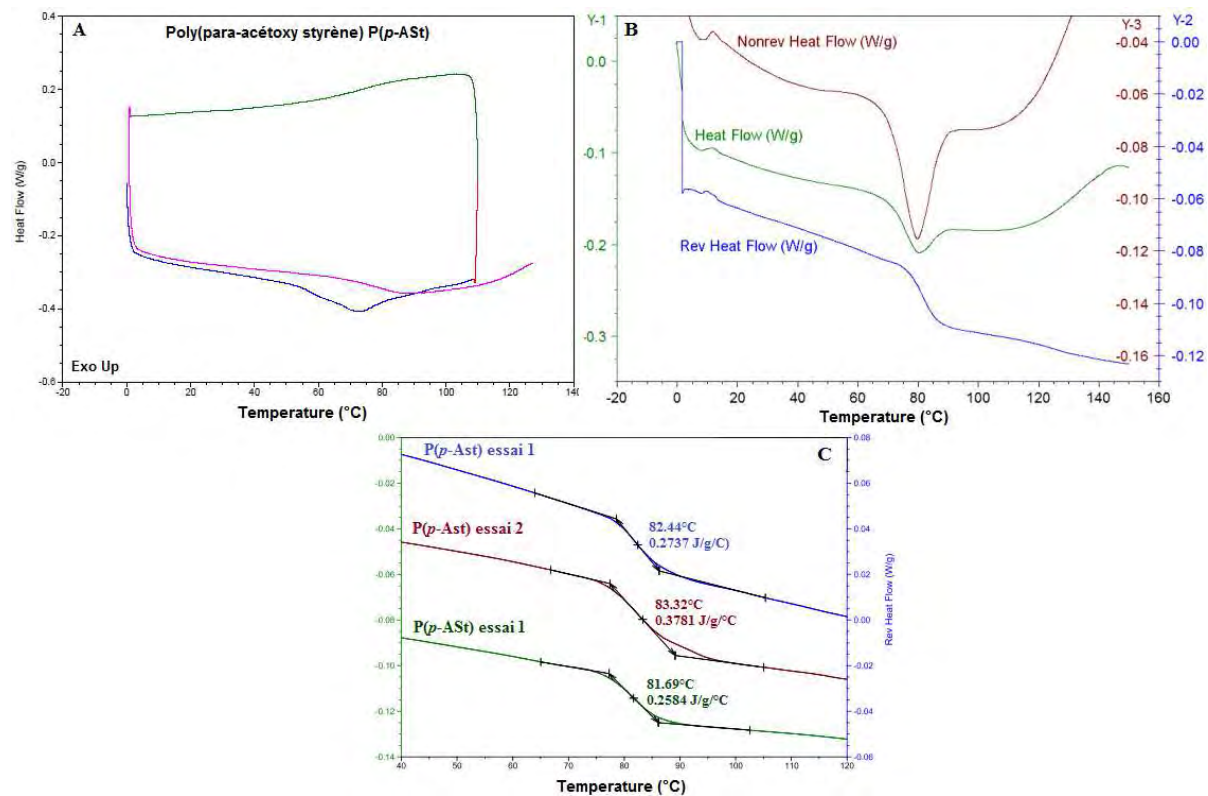 A
Poly(para-acétoxy styrène) P(p-ASt)
Heat Flow (W/g)
0.4
0.2
0.0
-0.2
-0.4
-0.6
Exo Up
-20 0 20 40 60 80 100 120 140
Temperature (°C)
B
Y-1
0.0
-0.1
-0.2
-0.3
Nonrev Heat Flow (W/g)
Heat Flow (W/g)
Rev Heat Flow (W/g)
Y-3
-0.04
-0.06
-0.08
-0.10
-0.12
-0.14
-0.16
Y-2
0.00
-0.02
-0.04
-0.06
-0.08
-0.10
-0.12
-20 0 20 40 60 80 100 120 140 160
Temperature (°C)
C
0.00
-0.02
-0.04
-0.06
-0.08
-0.10
-0.12
-0.14
P(p-Ast) essai 1
82.44°C
0.2737 J/g/C)
P(p-Ast) essai 2
83.32°C
0.3781 J/g/°C
P(p-ASt) essai 1
81.69°C
0.2584 J/g/°C
0.08
0.06
0.04
0.02
0.00
-0.02
-0.04
-0.06
Rev Heat Flow (W/g)
40 50 60 70 80 90 100 110 120
Temperature (°C)